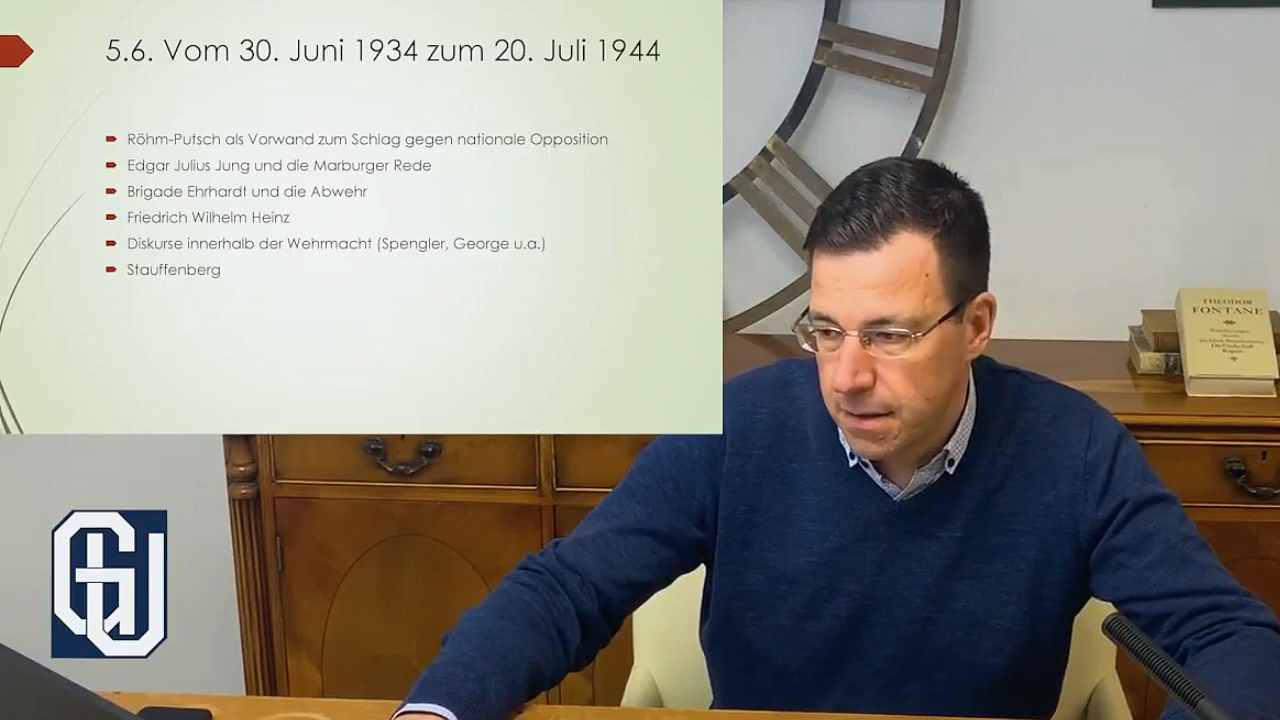 5.6. Vom 30. Juni 1934 zum 20. Juli 1944
Röhm-Putsch als Vorwand zum Schlag gegen nationale Opposition
Edgar Julius Jung und die Marburger Rede
Brigade Ehrhardt und die Abwehr
Friedrich Wilhelm Heinz
Diskurse innerhalb der Wehrmacht (Spengler, George u.a.)
Stauffenberg
THEODOR
FONTANE